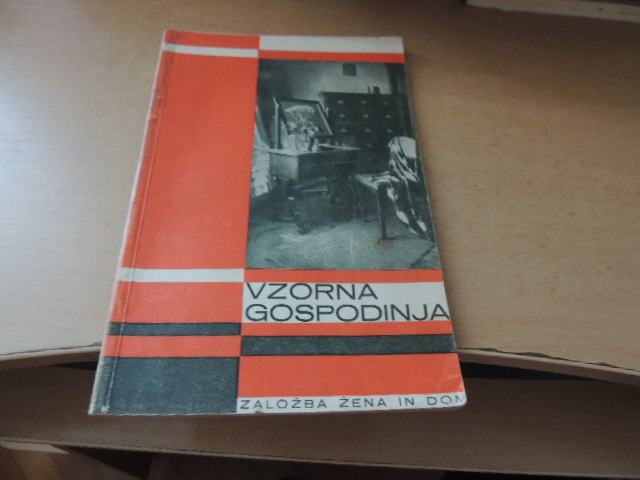 VZORNA
GOSPODINJA
ZALOŽBA ŽENA IN DOM